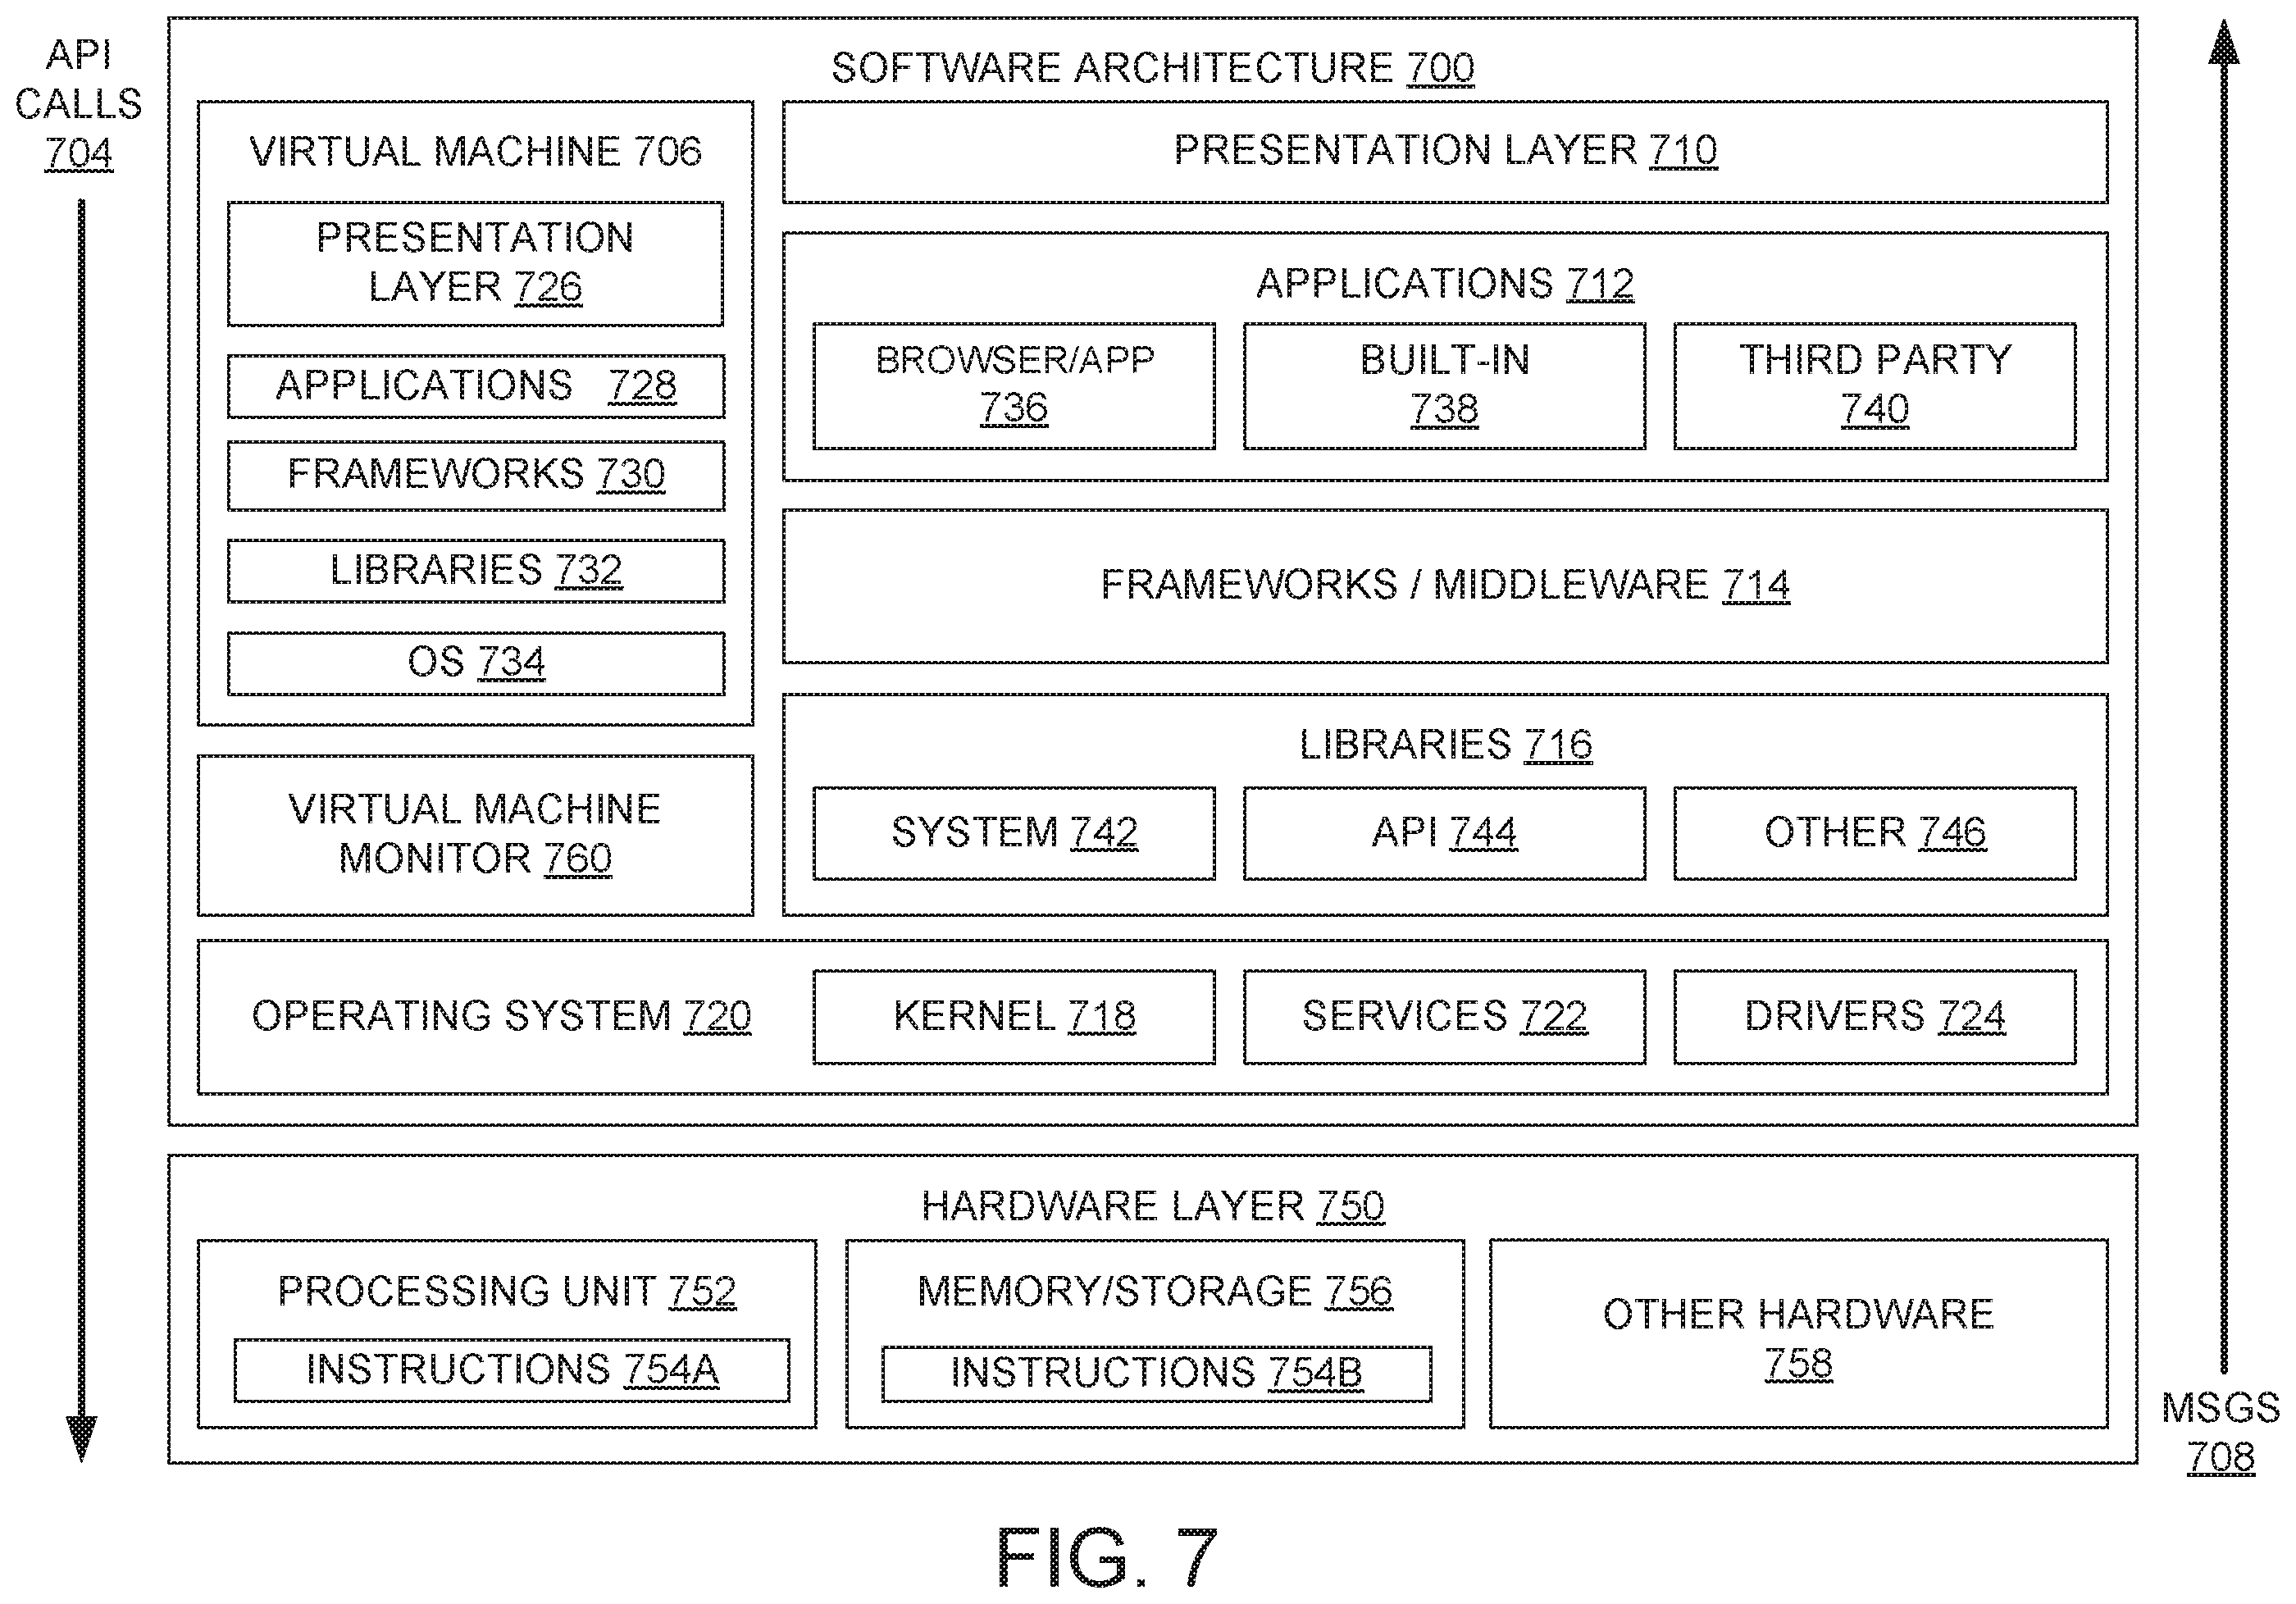 API
CALLS
704
SOFTWARE ARCHITECTURE 700
VIRTUAL MACHINE 706
PRESENTATION
LAYER 726
APPLICATIONS 728
FRAMEWORKS 730
LIBRARIES 732
OS 734
VIRTUAL MACHINE
MONITOR 760
PRESENTATION LAYER 710
APPLICATIONS 712
BROWSER/APP
736
BUILT-IN
738
THIRD PARTY
740
FRAMEWORKS / MIDDLEWARE 714
LIBRARIES 716
SYSTEM 742
API 744
OTHER 746
OPERATING SYSTEM 720
KERNEL 718
SERVICES 722
DRIVERS 724
HARDWARE LAYER 750
PROCESSING UNIT 752
INSTRUCTIONS 754A
MEMORY/STORAGE 756
INSTRUCTIONS 754B
OTHER HARDWARE
758
MSGS
708
FIG. 7